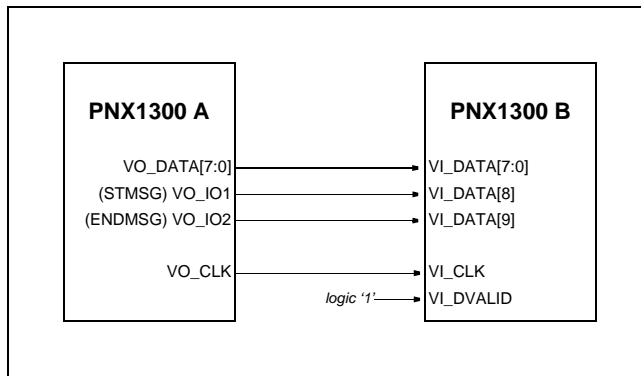 PNX1300 A
PNX1300 B
VO_DATA[7:0]
VI_DATA[7:0]
(STMSG) VO_IO1
VI_DATA[8]
(ENDMSG) VO_IO2
VI_DATA[9]
VO_CLK
VI_CLK
logic ‘1’
VI_DVALID